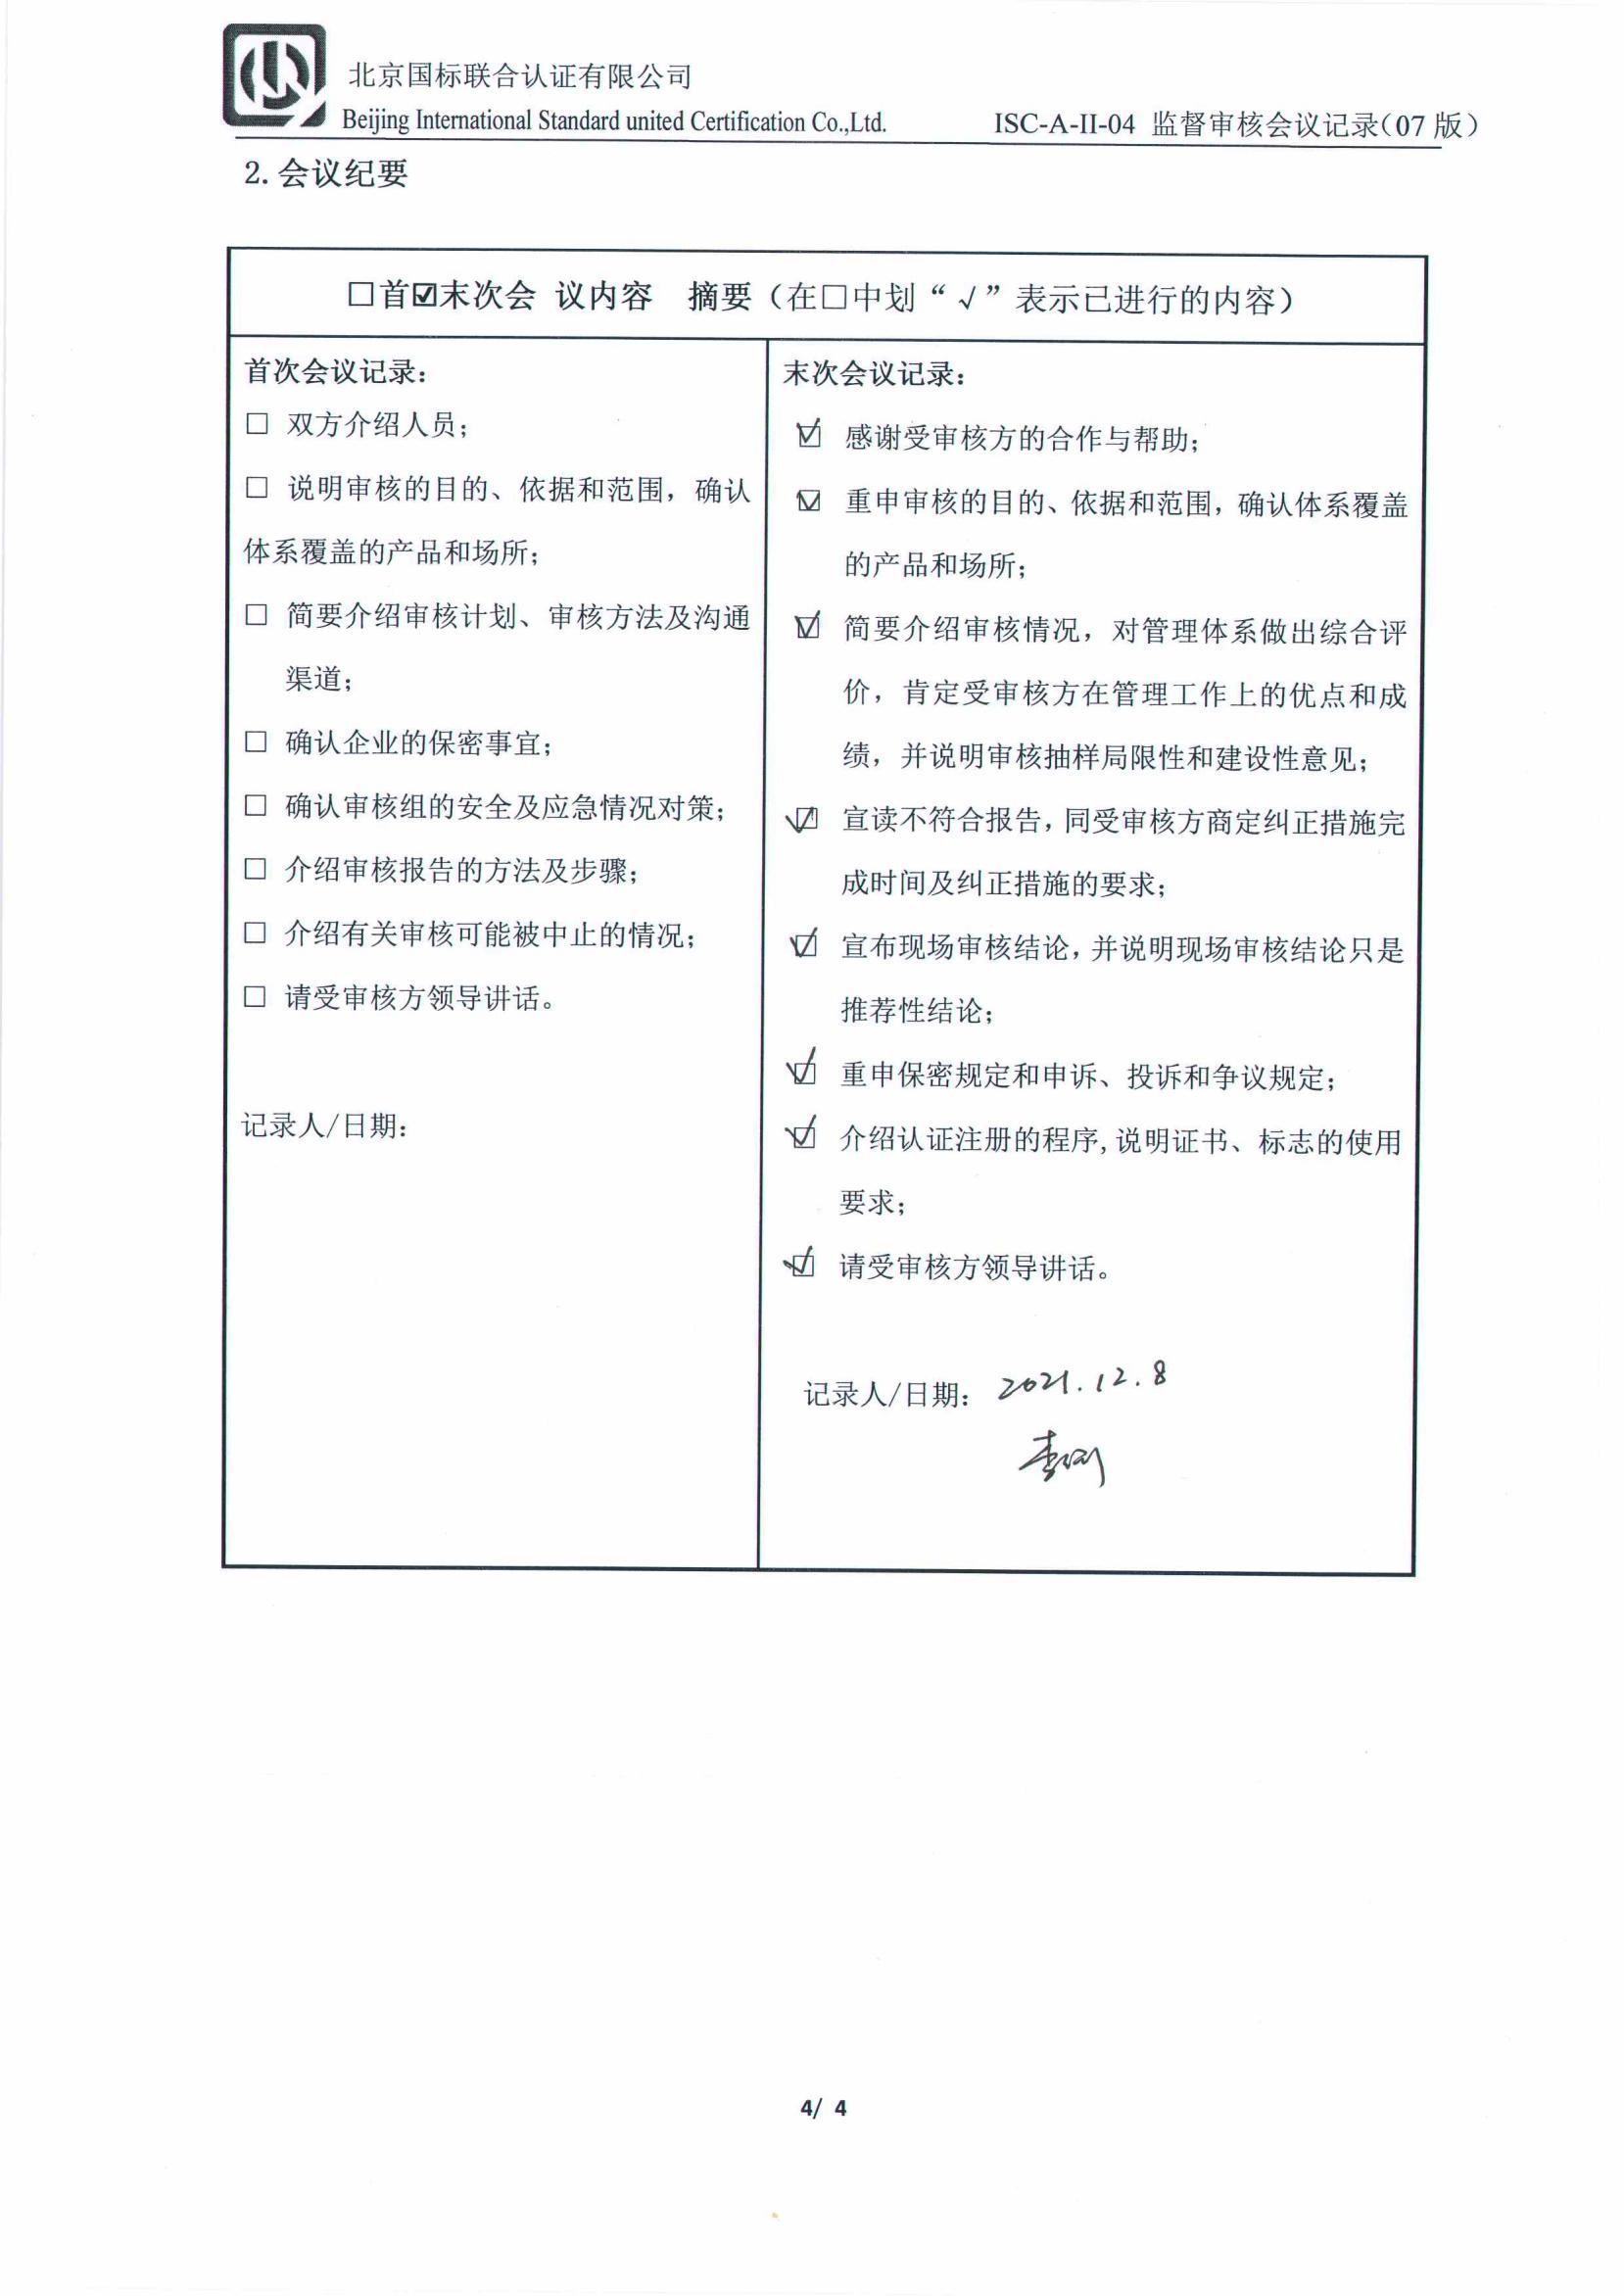 北京国标联合认证有限公司
Beijing International Standard united Certification Co.,Ltd.
ISC-A-II-04 监督审核会议记录(07 版)
2. 会议纪要
□首☑末次会 议内容 摘要（在□中划“√”表示已进行的内容）
首次会议记录：
□ 双方介绍人员；
□ 说明审核的目的、依据和范围，确认
体系覆盖的产品和场所；
□ 简要介绍审核计划、审核方法及沟通
渠道；
□ 确认企业的保密事宜；
□ 确认审核组的安全及应急情况对策；
□ 介绍审核报告的方法及步骤；
□ 介绍有关审核可能被中止的情况；
□ 请受审核方领导讲话。
记录人/日期：
末次会议记录：
☑ 感谢受审核方的合作与帮助；
☑ 重申审核的目的、依据和范围，确认体系覆盖
的产品和场所；
☑ 简要介绍审核情况，对管理体系做出综合评
价，肯定受审核方在管理工作上的优点和成
绩，并说明审核抽样局限性和建设性意见；
☑ 宣读不符合报告，同受审核方商定纠正措施完
成时间及纠正措施的要求；
☑ 宣布现场审核结论，并说明现场审核结论只是
推荐性结论；
☑ 重申保密规定和申诉、投诉和争议规定；
☑ 介绍认证注册的程序,说明证书、标志的使用
要求；
☑ 请受审核方领导讲话。
记录人/日期： 2021.12.8
4/ 4